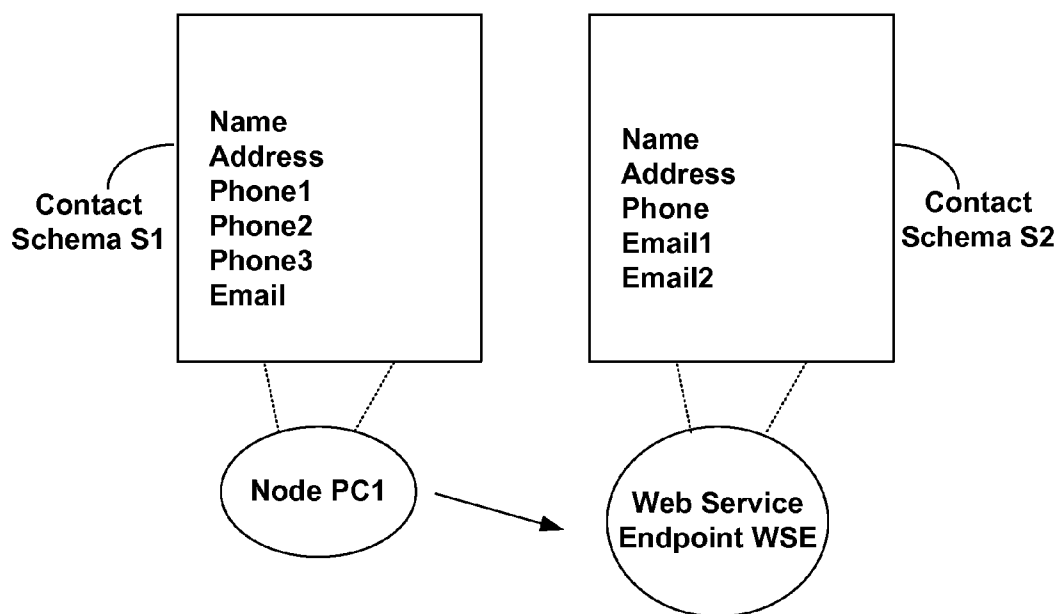 Contact
Schema S1
Name
Address
Phone1
Phone2
Phone3
Email
Name
Address
Phone
Email1
Email2
Contact
Schema S2
Node PC1
Web Service
Endpoint WSE